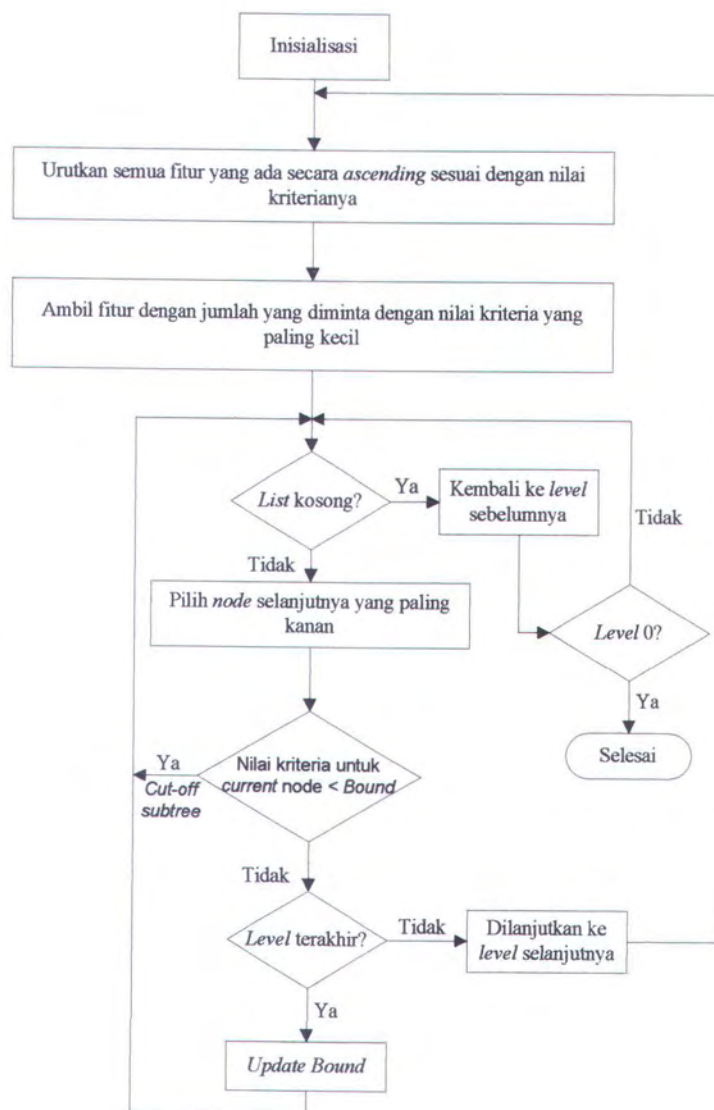 Inisialisasi
Urutkan semua fitur yang ada secara ascending sesuai dengan nilai
kriterianya
Ambil fitur dengan jumlah yang diminta dengan nilai kriteria yang
paling kecil
List kosong?
Ya
Kembali ke level
sebelumnya
Tidak
Tidak
Pilih node selanjutnya yang paling
kanan
Level 0?
Ya
Selesai
Ya
Cut-off
subtree
Nilai kriteria untuk
current node < Bound
Tidak
Level terakhir?
Tidak
Dilanjutkan ke
level selanjutnya
Ya
Update Bound